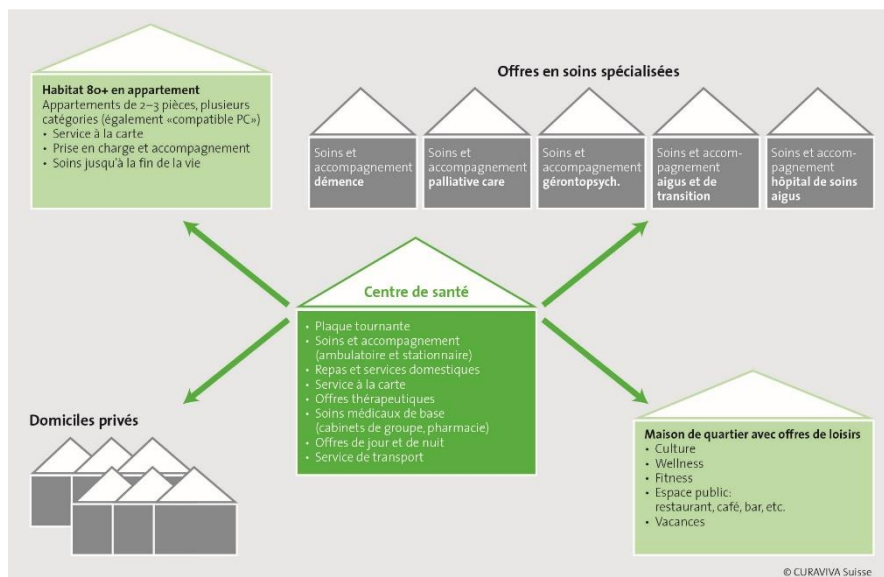 Habitat 80+ en appartement
Appartements de 2–3 pièces, plusieurs
catégories (également «compatible PC»)
• Service à la carte
• Prise en charge et accompagnement
• Soins jusqu'à la fin de la vie
Offres en soins spécialisées
Soins et
accompagnement
démence
Soins et
accompagnement
palliative care
Soins et
accompagnement
gérontopsych.
Soins et accom-
pagnement
aigus et de
transition
Soins et accom-
pagnement
hôpital de soins
aigus
Centre de santé
• Plaque tournante
• Soins et accompagnement
(ambulatoire et stationnaire)
• Repas et services domestiques
• Service à la carte
• Offres thérapeutiques
• Soins médicaux de base
(cabinets de groupe, pharmacie)
• Offres de jour et de nuit
• Service de transport
Domiciles privés
Maison de quartier avec offres de loisirs
• Culture
• Wellness
• Fitness
• Espace public:
restaurant, café, bar, etc.
• Vacances
© CURAVIVA Suisse